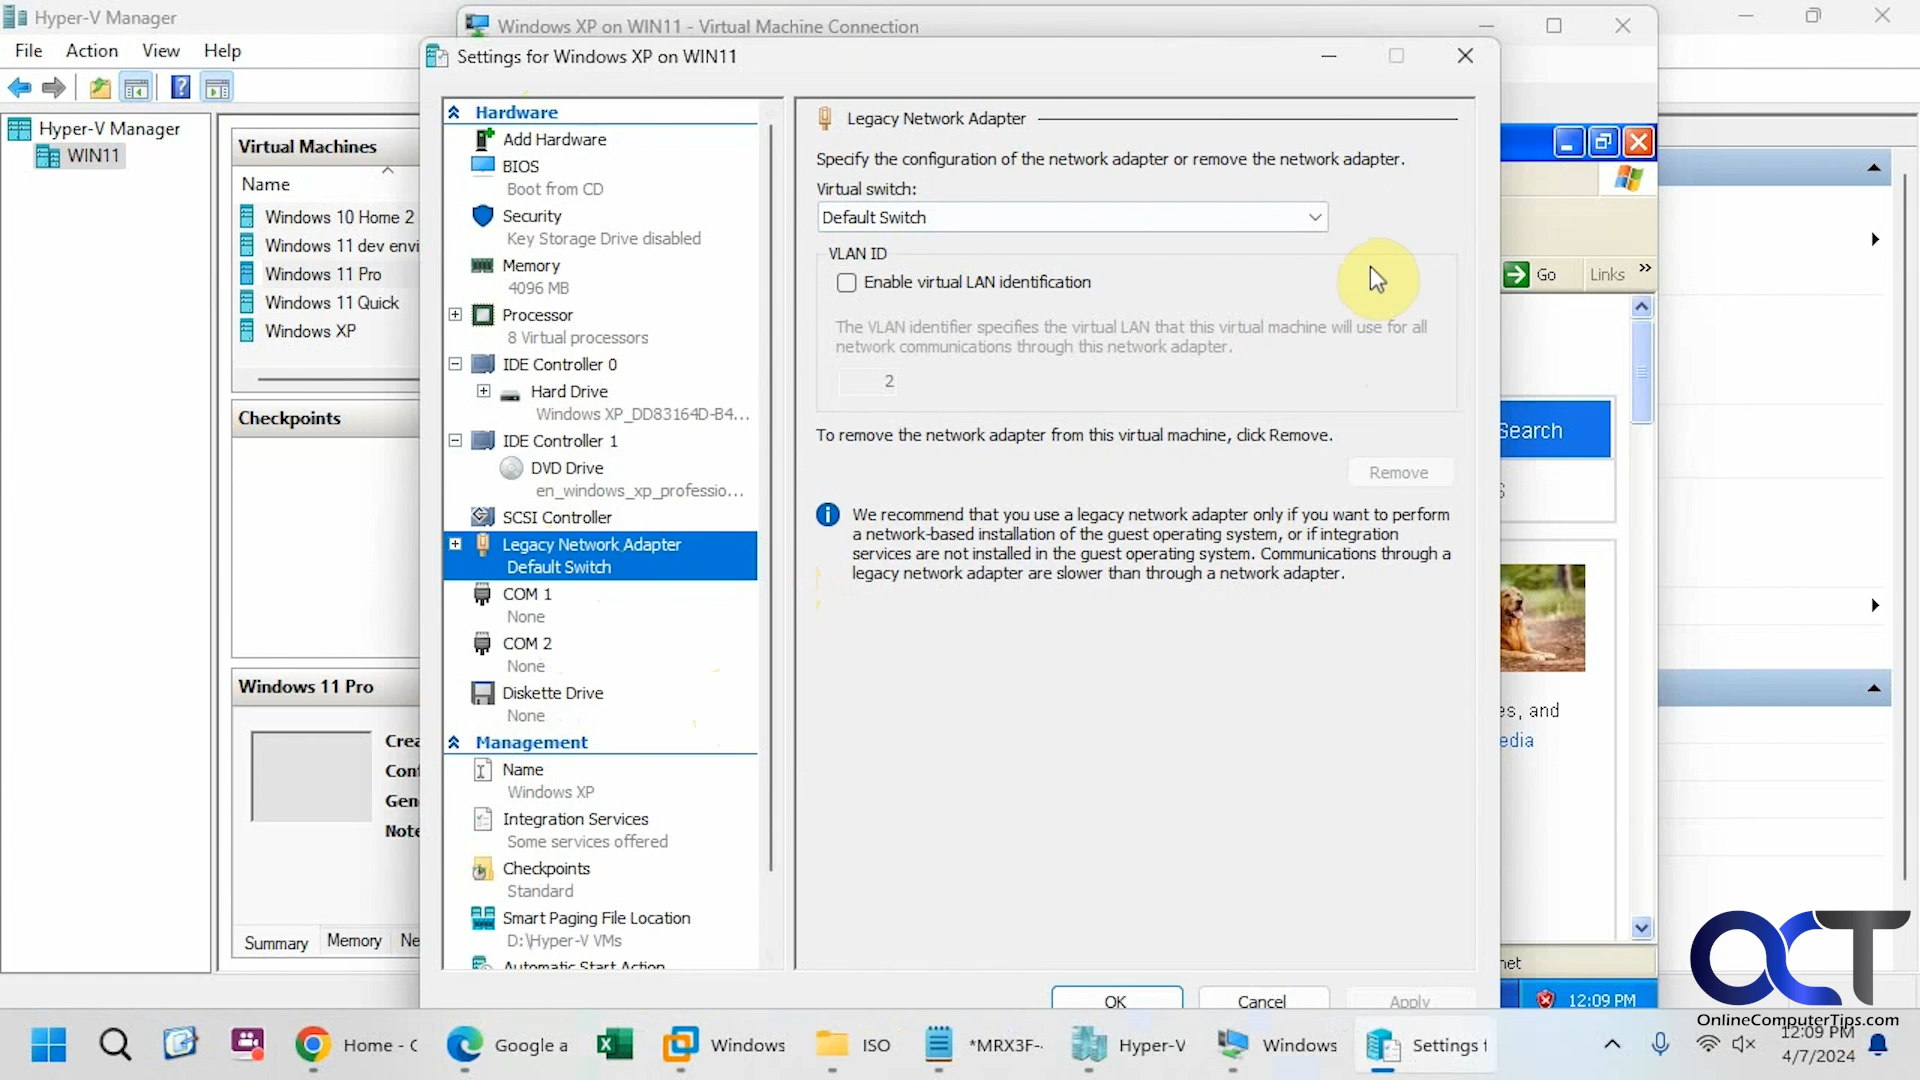 Hyper-V Manager
File Action View Help
Hyper-V Manager
WIN11
Virtual Machines
Name
Windows 10 Home 2
Windows 11 dev envi
Windows 11 Pro
Windows 11 Quick
Windows XP
Checkpoints
Windows 11 Pro
Crea
Conf
Gen
Note
Summary Memory Ne
Windows XP on WIN11 - Virtual Machine Connection
Settings for Windows XP on WIN11
Hardware
Add Hardware
BIOS
Boot from CD
Security
Key Storage Drive disabled
Memory
4096 MB
Processor
8 Virtual processors
IDE Controller 0
Hard Drive
Windows XP_DD83164D-B4...
IDE Controller 1
DVD Drive
en_windows_xp_professio...
SCSI Controller
Legacy Network Adapter
Default Switch
COM 1
None
COM 2
None
Diskette Drive
None
Management
Name
Windows XP
Integration Services
Some services offered
Checkpoints
Standard
Smart Paging File Location
D:\Hyper-V VMs
Automatic Start Action
Legacy Network Adapter
Specify the configuration of the network adapter or remove the network adapter.
Virtual switch:
Default Switch
VLAN ID
Enable virtual LAN identification
The VLAN identifier specifies the virtual LAN that this virtual machine will use for all
network communications through this network adapter.
2
To remove the network adapter from this virtual machine, click Remove.
Remove
We recommend that you use a legacy network adapter only if you want to perform
a network-based installation of the guest operating system, or if integration
services are not installed in the guest operating system. Communications through a
legacy network adapter are slower than through a network adapter.
OK Cancel Apply
Go Links »
Search
es, and
edia
net
12:09 PM
OCT
OnlineComputerTips.com
Home - C
Google a
Windows
ISO
*MRX3F-
Hyper-V
Windows
Settings f
12:09 PM
4/7/2024